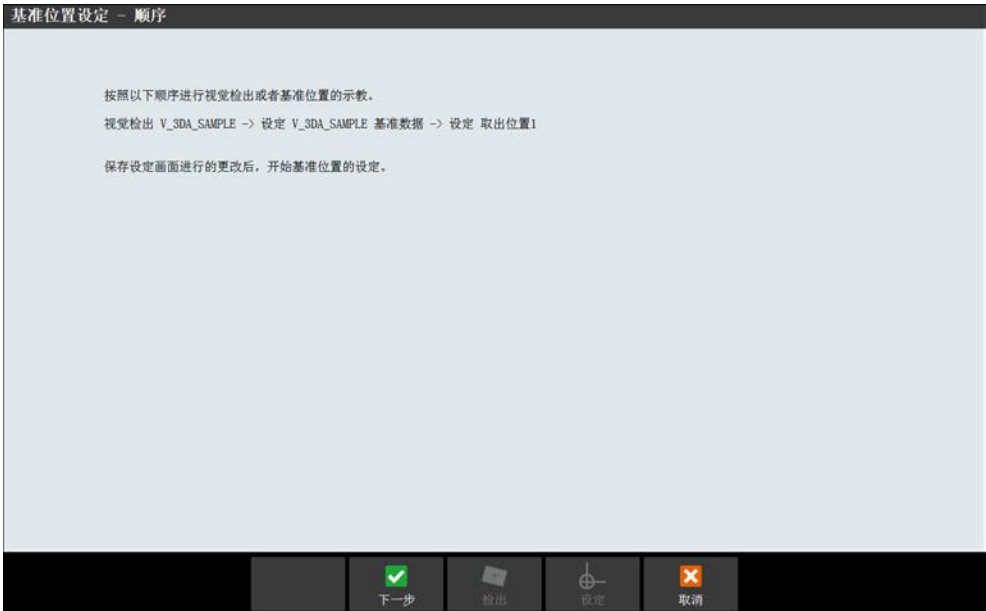 基准位置设定 - 顺序
按照以下顺序进行视觉检出或者基准位置的示教。
视觉检出 V_3DA_SAMPLE -> 设定 V_3DA_SAMPLE 基准数据 -> 设定 取出位置1
保存设定画面进行的更改后，开始基准位置的设定。
下一步
检出
设定
取消